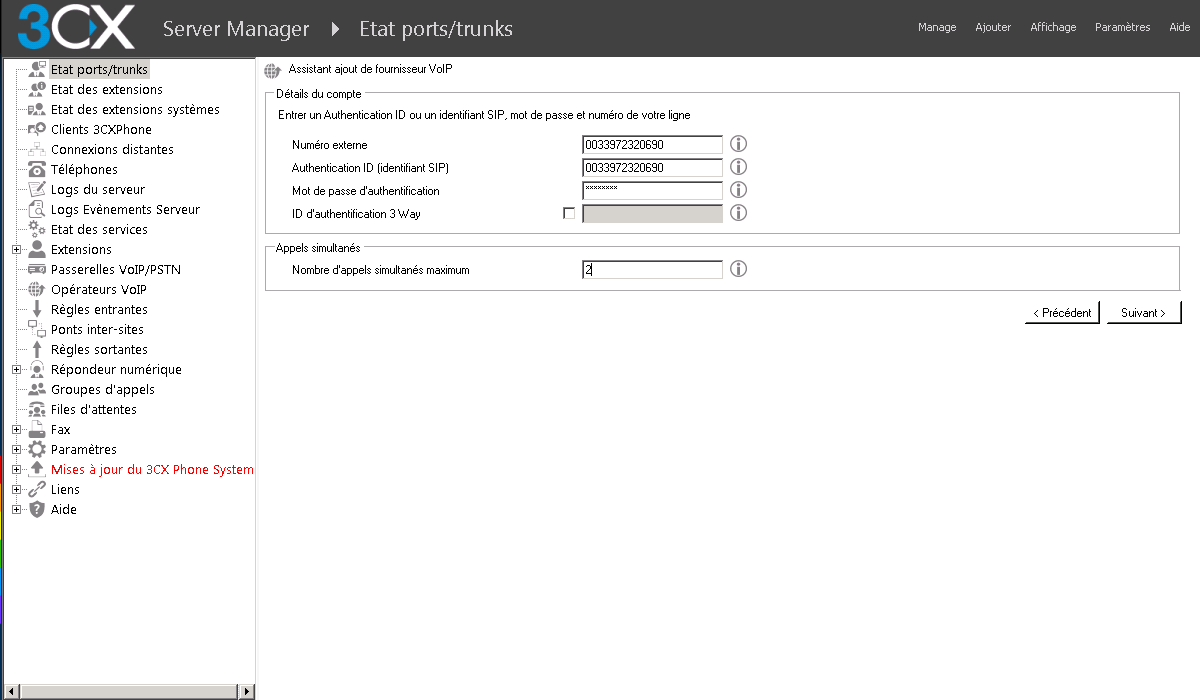 3CX Server Manager Etat ports/trunks Manage Ajouter Affichage Paramètres Aide
Etat ports/trunks
Etat des extensions
Etat des extensions systèmes
Clients 3CXPhone
Connexions distantes
Téléphones
Logs du serveur
Logs Evènements Serveur
Etat des services
Extensions
Passerelles VoIP/PSTN
Opérateurs VoIP
Règles entrantes
Ponts inter-sites
Règles sortantes
Répondeur numérique
Groupes d'appels
Files d'attentes
Fax
Paramètres
Mises à jour du 3CX Phone System
Liens
Aide
Assistant ajout de fournisseur VoIP
Détails du compte
Entrer un Authentication ID ou un identifiant SIP, mot de passe et numéro de votre ligne
Numéro externe 0033972320690
Authentication ID (identifiant SIP) 0033972320690
Mot de passe d'authentification ********
ID d'authentification 3 Way
Appels simultanés
Nombre d'appels simultanés maximum 2
< Précédent Suivant >